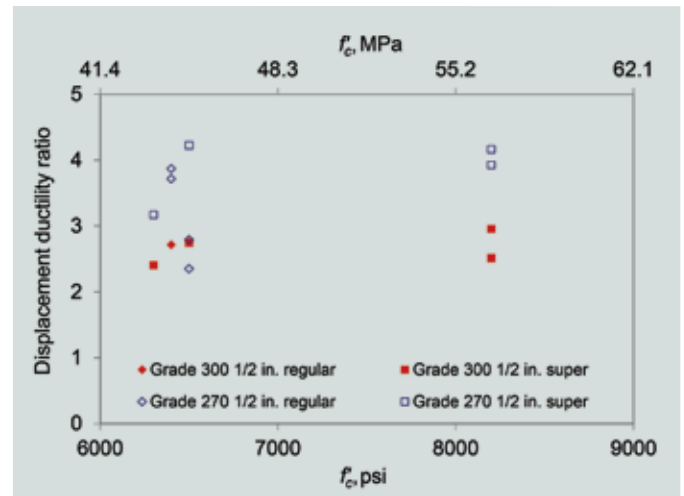 f′c, MPa
41.4 48.3 55.2 62.1
5
4
3
2
1
0
Displacement ductility ratio
Grade 300 1/2 in. regular Grade 300 1/2 in. super
Grade 270 1/2 in. regular Grade 270 1/2 in. super
6000 7000 8000 9000
f′c, psi